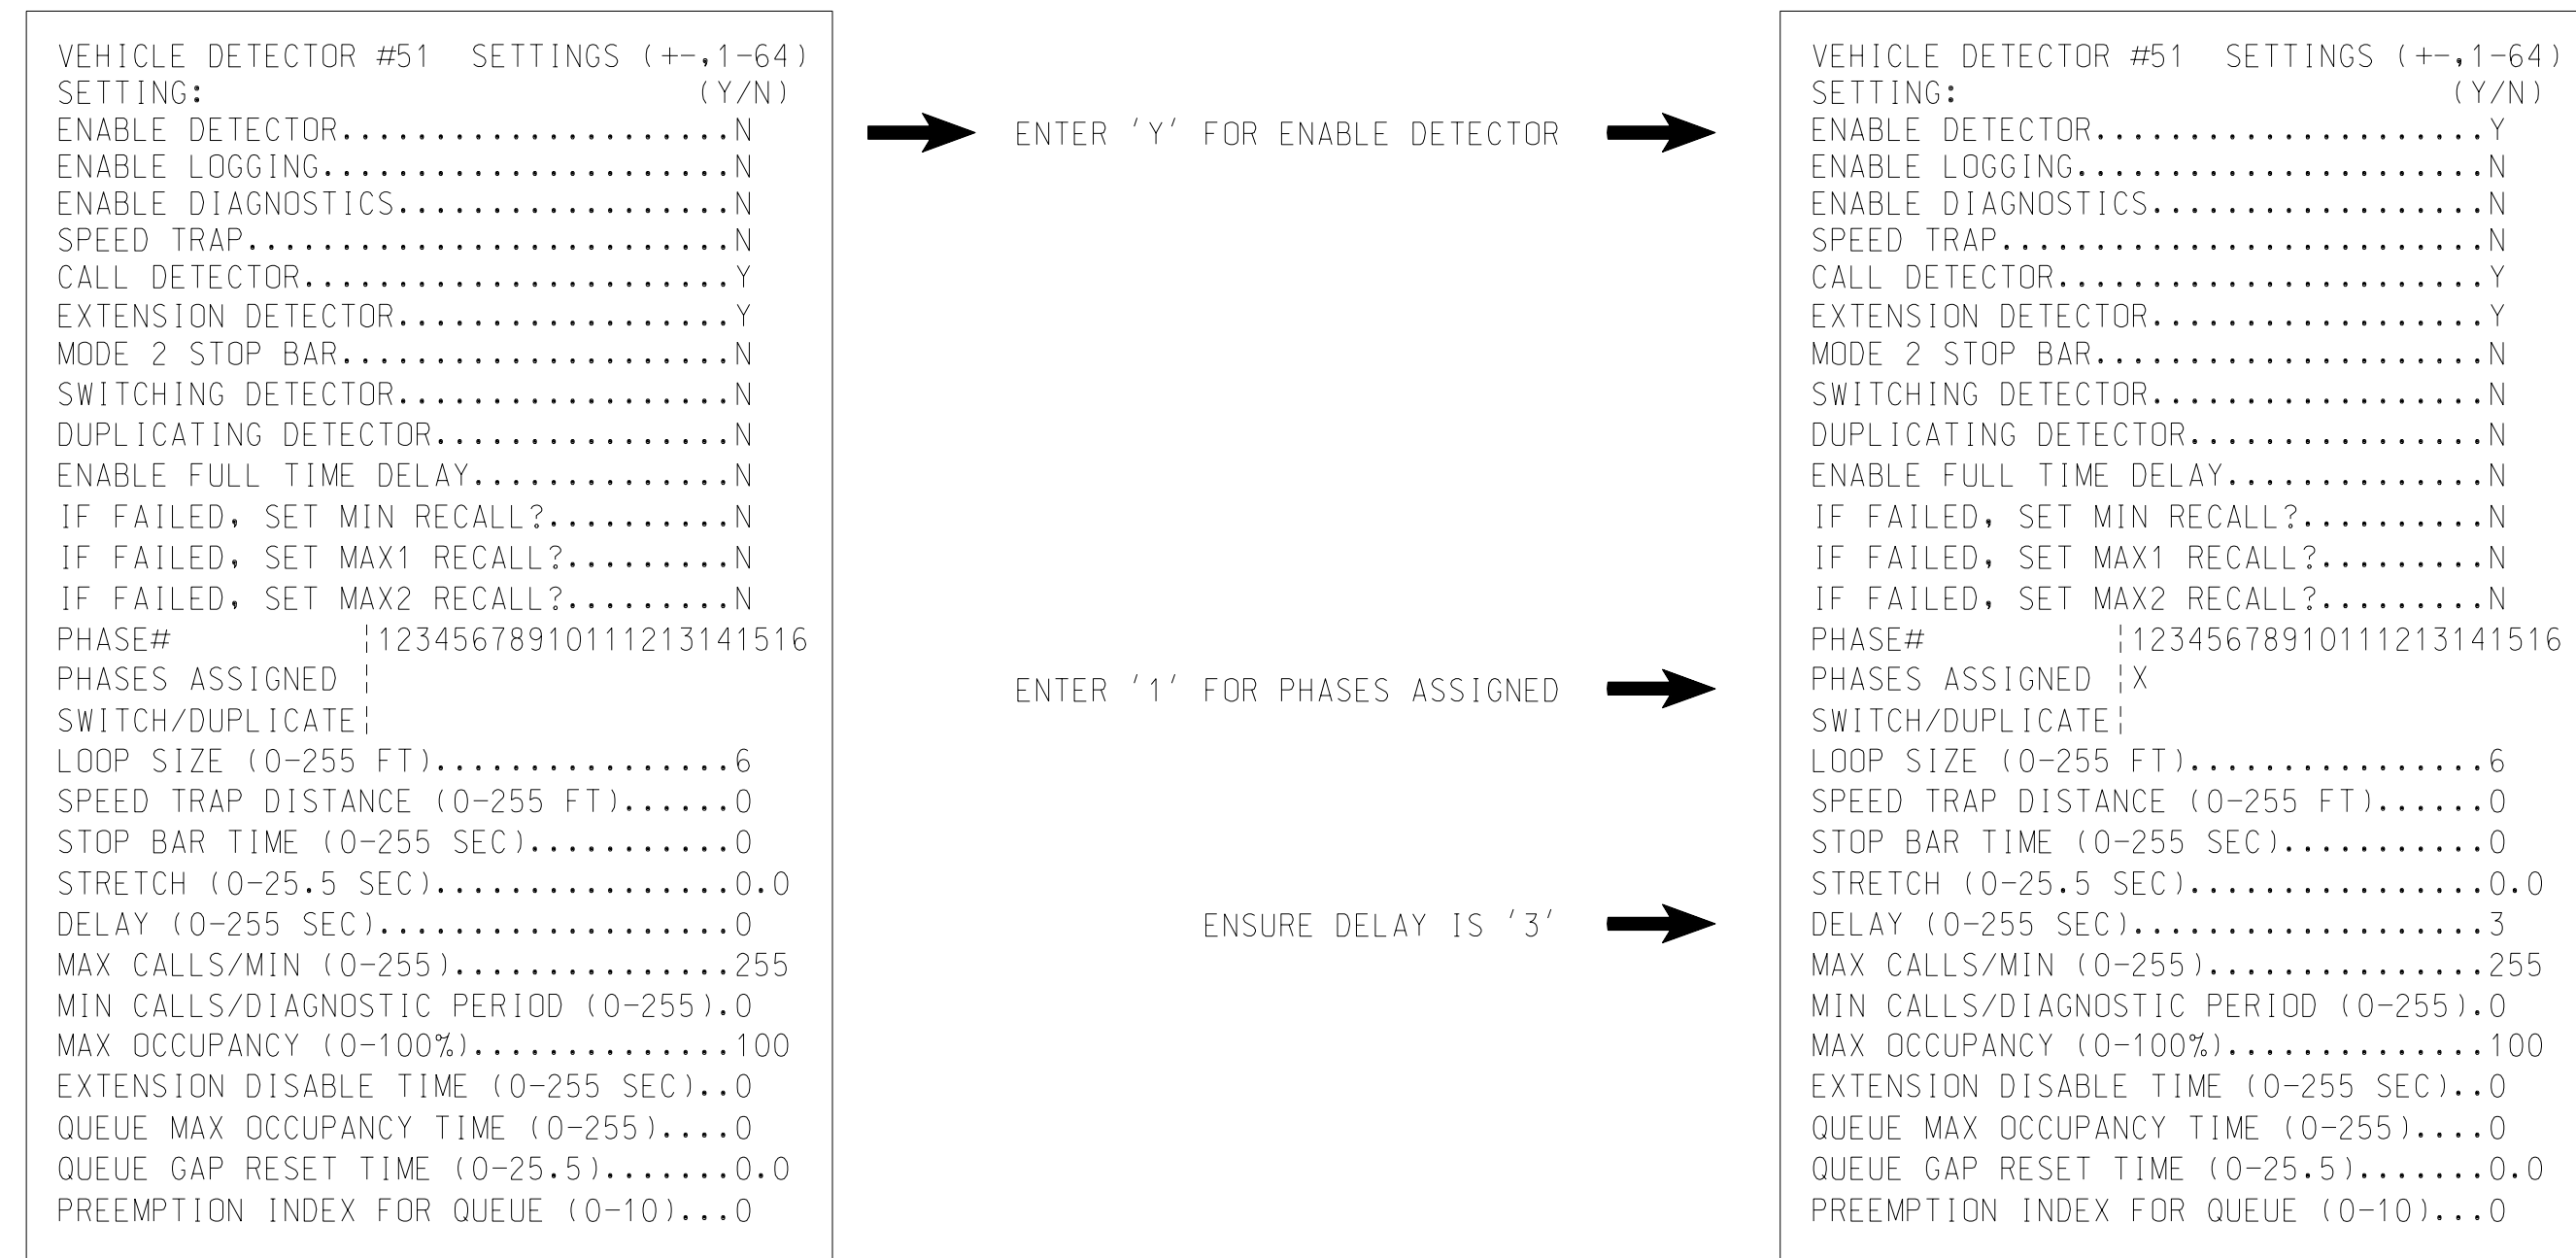 VEHICLE DETECTOR #51  SETTINGS (+-,1-64)
SETTING:                          (Y/N)
ENABLE DETECTOR.....................N
ENABLE LOGGING......................N
ENABLE DIAGNOSTICS..................N
SPEED TRAP..........................N
CALL DETECTOR.......................Y
EXTENSION DETECTOR..................Y
MODE 2 STOP BAR.....................N
SWITCHING DETECTOR..................N
DUPLICATING DETECTOR................N
ENABLE FULL TIME DELAY..............N
IF FAILED, SET MIN RECALL?..........N
IF FAILED, SET MAX1 RECALL?.........N
IF FAILED, SET MAX2 RECALL?.........N
PHASE#          |12345678910111213141516
PHASES ASSIGNED |
SWITCH/DUPLICATE|
LOOP SIZE (0-255 FT)................6
SPEED TRAP DISTANCE (0-255 FT)......0
STOP BAR TIME (0-255 SEC)...........0
STRETCH (0-25.5 SEC)................0.0
DELAY (0-255 SEC)...................0
MAX CALLS/MIN (0-255)...............255
MIN CALLS/DIAGNOSTIC PERIOD (0-255).0
MAX OCCUPANCY (0-100%)..............100
EXTENSION DISABLE TIME (0-255 SEC)..0
QUEUE MAX OCCUPANCY TIME (0-255)....0
QUEUE GAP RESET TIME (0-25.5).......0.0
PREEMPTION INDEX FOR QUEUE (0-10)...0
ENTER 'Y' FOR ENABLE DETECTOR
ENTER '1' FOR PHASES ASSIGNED
ENSURE DELAY IS '3'
VEHICLE DETECTOR #51  SETTINGS (+-,1-64)
SETTING:                          (Y/N)
ENABLE DETECTOR.....................Y
ENABLE LOGGING......................N
ENABLE DIAGNOSTICS..................N
SPEED TRAP..........................N
CALL DETECTOR.......................Y
EXTENSION DETECTOR..................Y
MODE 2 STOP BAR.....................N
SWITCHING DETECTOR..................N
DUPLICATING DETECTOR................N
ENABLE FULL TIME DELAY..............N
IF FAILED, SET MIN RECALL?..........N
IF FAILED, SET MAX1 RECALL?.........N
IF FAILED, SET MAX2 RECALL?.........N
PHASE#          |12345678910111213141516
PHASES ASSIGNED |X
SWITCH/DUPLICATE|
LOOP SIZE (0-255 FT)................6
SPEED TRAP DISTANCE (0-255 FT)......0
STOP BAR TIME (0-255 SEC)...........0
STRETCH (0-25.5 SEC)................0.0
DELAY (0-255 SEC)...................3
MAX CALLS/MIN (0-255)...............255
MIN CALLS/DIAGNOSTIC PERIOD (0-255).0
MAX OCCUPANCY (0-100%)..............100
EXTENSION DISABLE TIME (0-255 SEC)..0
QUEUE MAX OCCUPANCY TIME (0-255)....0
QUEUE GAP RESET TIME (0-25.5).......0.0
PREEMPTION INDEX FOR QUEUE (0-10)...0